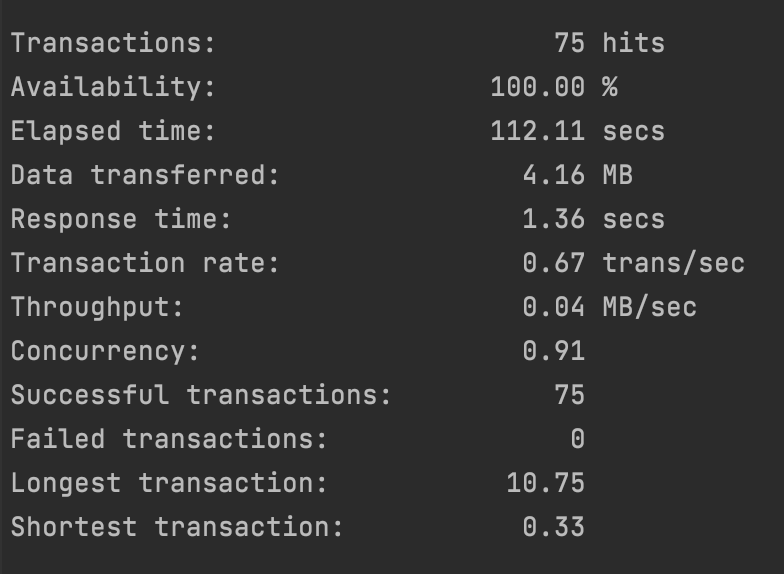 Transactions: 75 hits
Availability: 100.00 %
Elapsed time: 112.11 secs
Data transferred: 4.16 MB
Response time: 1.36 secs
Transaction rate: 0.67 trans/sec
Throughput: 0.04 MB/sec
Concurrency: 0.91
Successful transactions: 75
Failed transactions: 0
Longest transaction: 10.75
Shortest transaction: 0.33